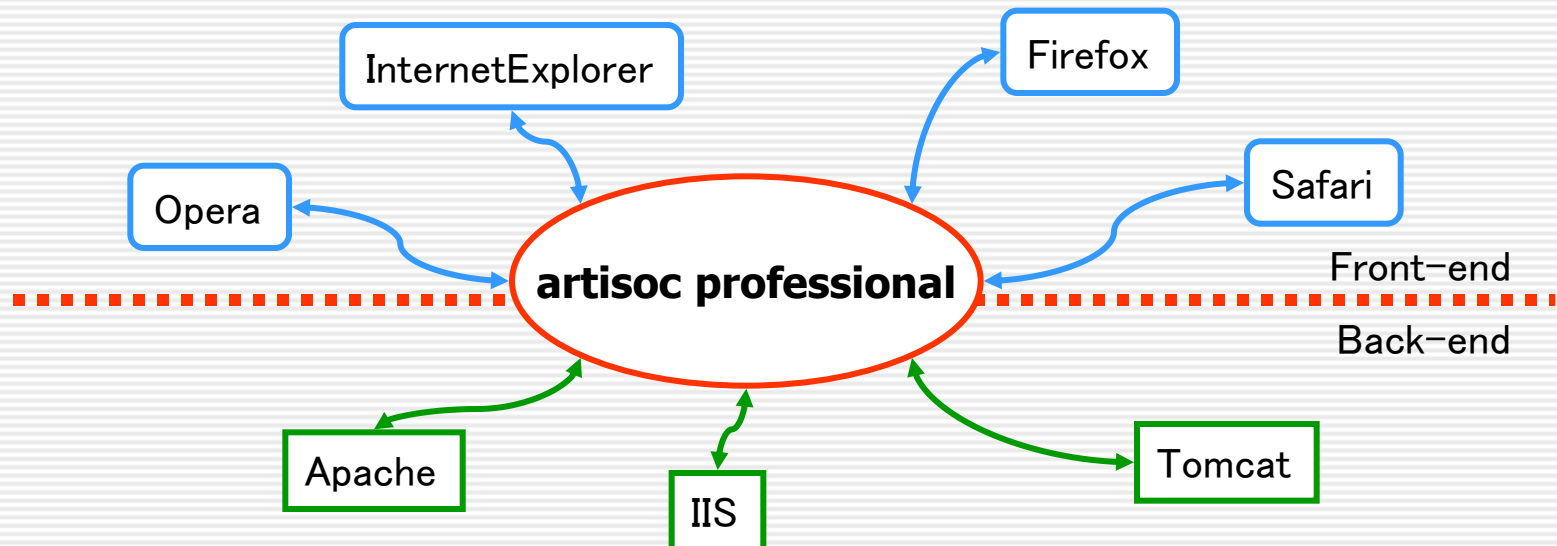 Firefox
InternetExplorer
Safari
Opera
Front-end
artisoc professional
Back-end
Apache
Tomcat
IIS